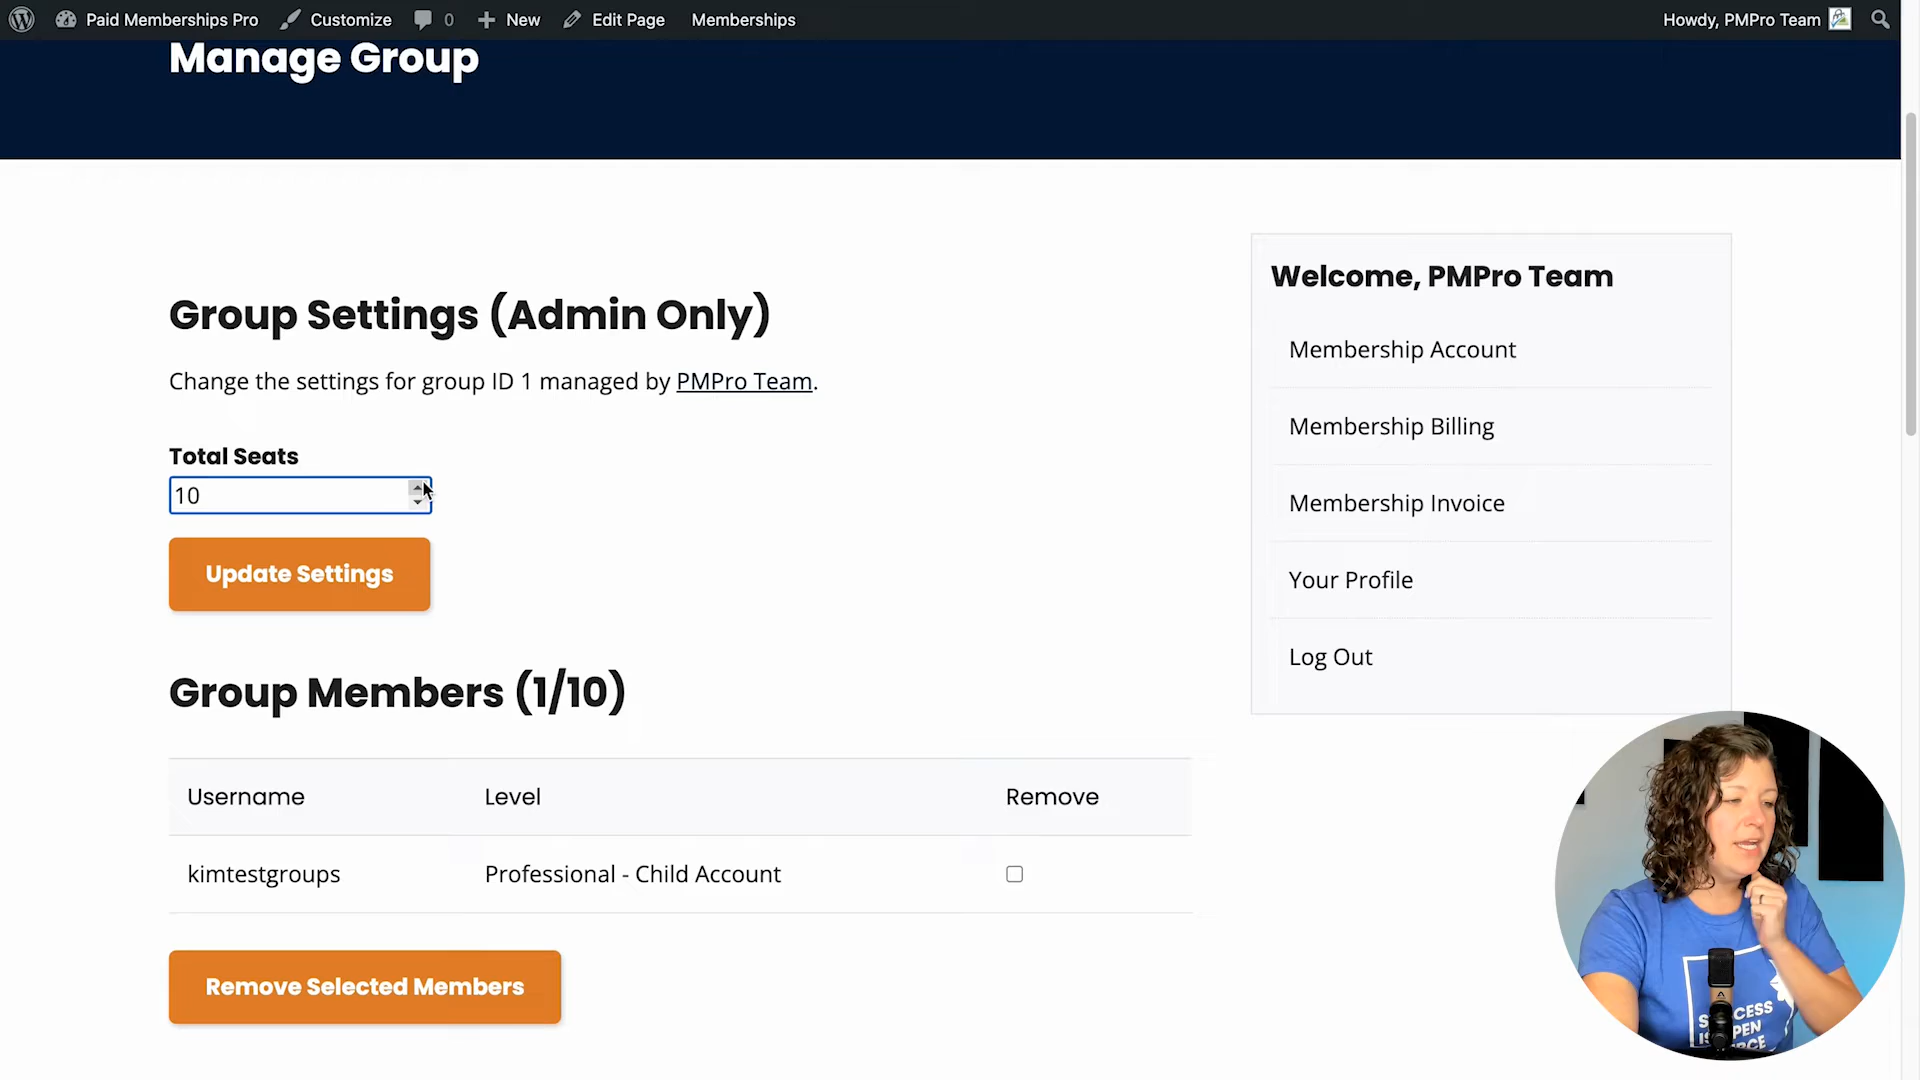 Paid Memberships Pro Customize 0 New Edit Page Memberships Howdy, PMPro Team
Manage Group
Group Settings (Admin Only)
Change the settings for group ID 1 managed by PMPro Team.
Total Seats
10
Update Settings
Group Members (1/10)
Username Level Remove
kimtestgroups Professional - Child Account
Remove Selected Members
Welcome, PMPro Team
Membership Account
Membership Billing
Membership Invoice
Your Profile
Log Out